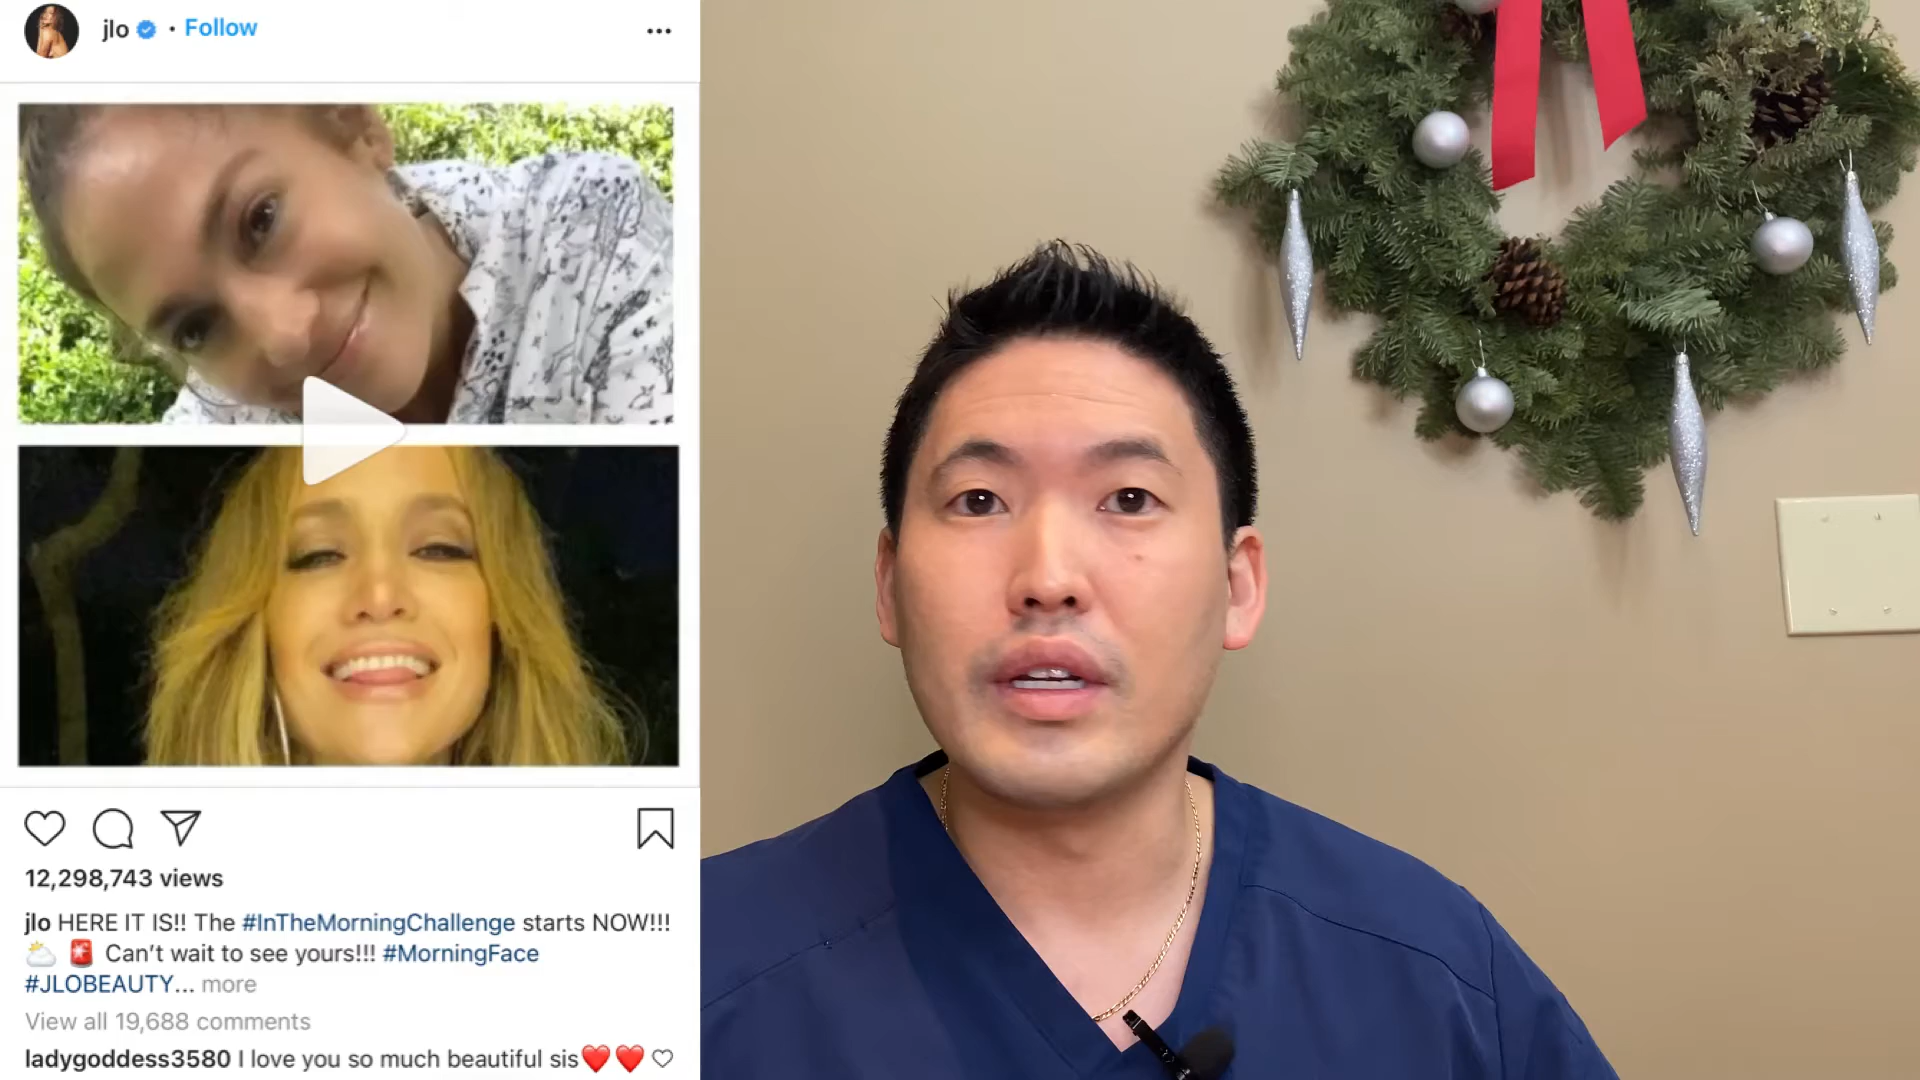 jlo • Follow
12,298,743 views
jlo HERE IT IS!! The #InTheMorningChallenge starts NOW!!!
Can't wait to see yours!!! #MorningFace
#JLOBEAUTY... more
View all 19,688 comments
ladygoddess3580 I love you so much beautiful sis